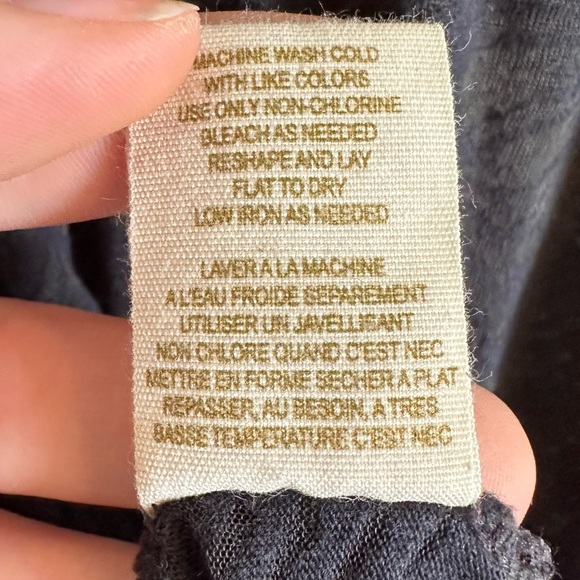 MACHINE WASH COLD
WITH LIKE COLORS
USE ONLY NON-CHLORINE
BLEACH AS NEEDED
RESHAPE AND LAY
FLAT TO DRY
LOW IRON AS NEEDED
LAVER A LA MACHINE
A L'EAU FROIDE SEPAREMENT
UTILISER UN JAVELLISANT
NON CHLORE QUAND C'EST NEC
METTRE EN FORME SECHER A PLAT
REPASSER, AU BESOIN, A TRES
BASSE TEMPERATURE C'EST NEC